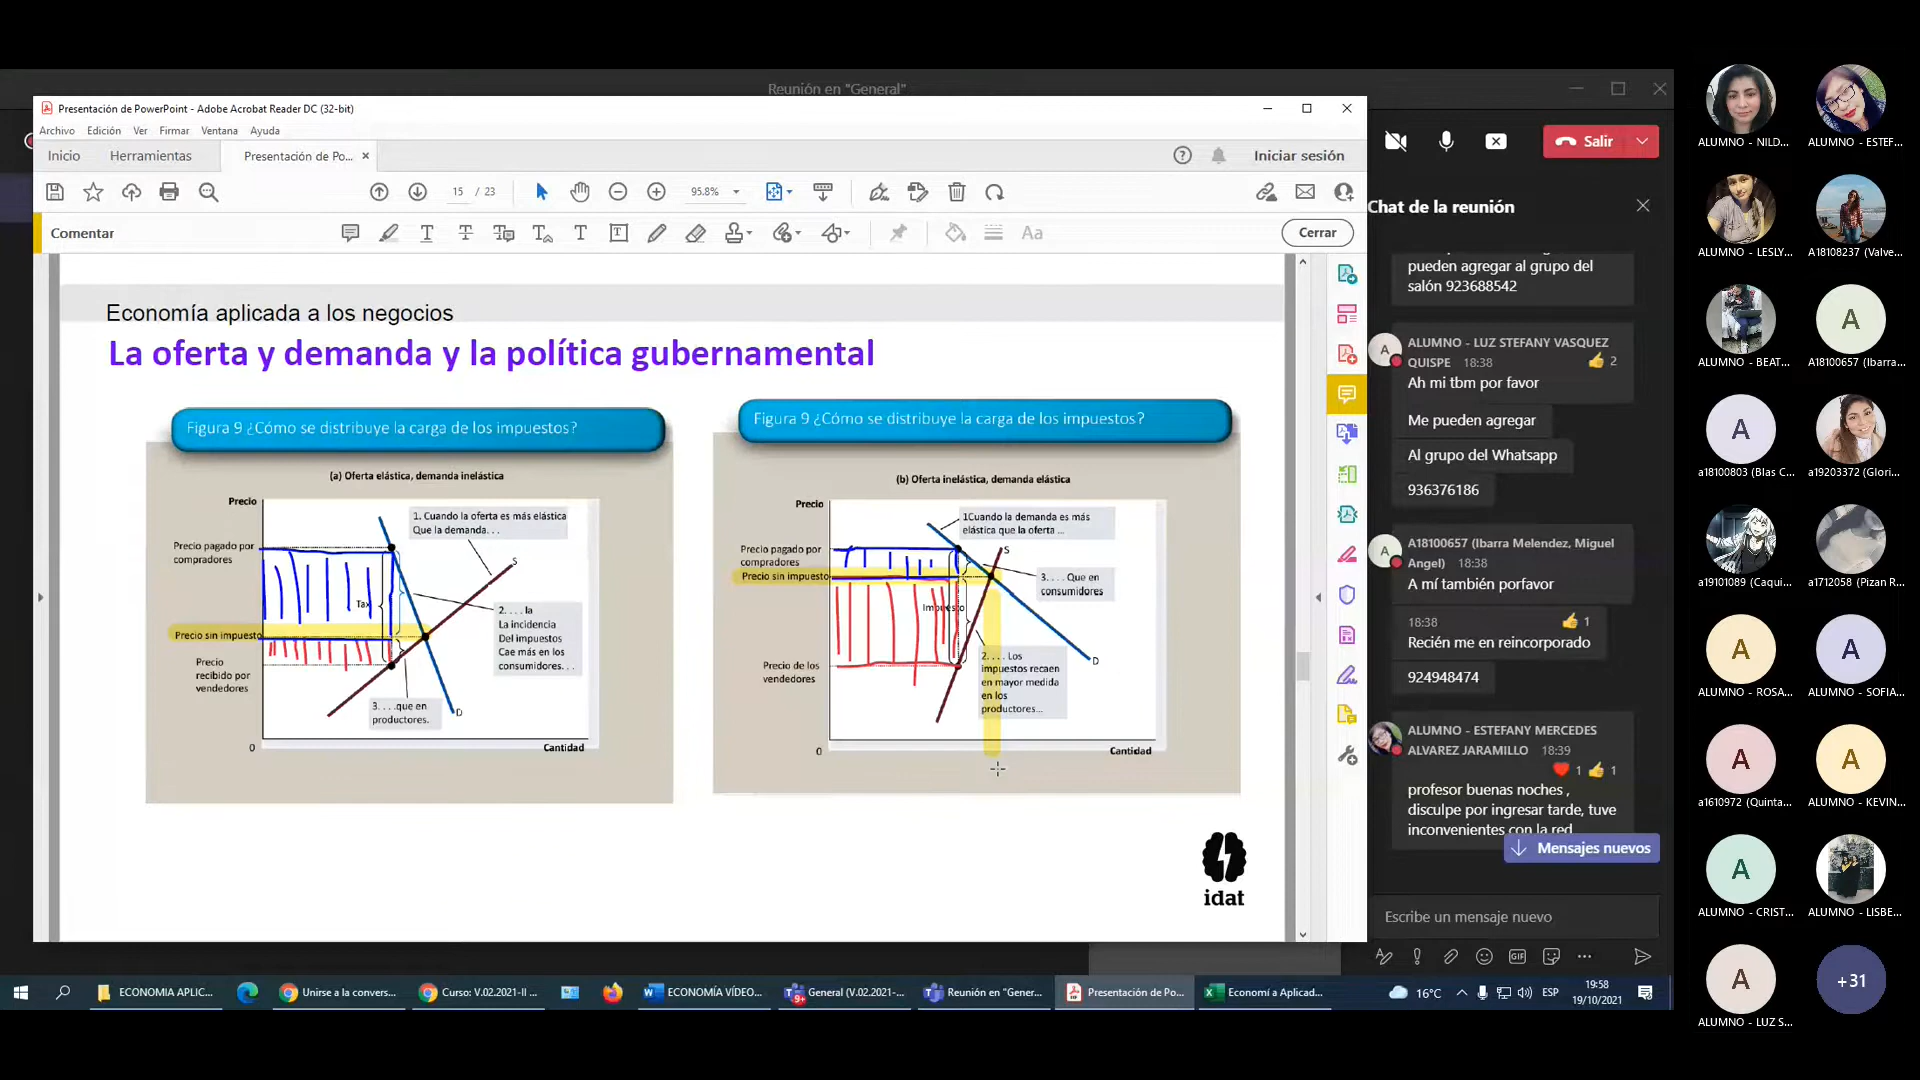 Reunión en "General"
Presentación de PowerPoint - Adobe Acrobat Reader DC (32-bit)
Archivo Edición Ver Firmar Ventana Ayuda
Inicio Herramientas Presentación de Po... Iniciar sesión
15 / 23 95.8%
Comentar Cerrar
Economía aplicada a los negocios
La oferta y demanda y la política gubernamental
Figura 9 ¿Cómo se distribuye la carga de los impuestos?
(a) Oferta elástica, demanda inelástica
Precio
1. Cuando la oferta es más elástica
Que la demanda. . .
Precio pagado por
compradores
S
Tax
2. . . . la
La incidencia
Del impuestos
Cae más en los
consumidores. . .
Precio sin impuesto
Precio
recibido por
vendedores
3. . . .que en
productores.
D
0
Cantidad
Figura 9 ¿Cómo se distribuye la carga de los impuestos?
(b) Oferta inelástica, demanda elástica
Precio
1Cuando la demanda es más
elástica que la oferta ...
Precio pagado por
compradores
S
Precio sin impuesto
3. . . . Que en
consumidores
Impuesto
2. . . . Los
impuestos recaen
en mayor medida
en los
productores...
Precio de los
vendedores
D
0
Cantidad
idat
Salir
Chat de la reunión
pueden agregar al grupo del
salón 923688542
ALUMNO - LUZ STEFANY VASQUEZ
QUISPE 18:38 2
Ah mi tbm por favor
Me pueden agregar
Al grupo del Whatsapp
936376186
A18100657 (Ibarra Melendez, Miguel
Angel) 18:38
A mí también porfavor
18:38 1
Recién me en reincorporado
924948474
ALUMNO - ESTEFANY MERCEDES
ALVAREZ JARAMILLO 18:39
1 1
profesor buenas noches ,
disculpe por ingresar tarde, tuve
inconvenientes con la red
Mensajes nuevos
Escribe un mensaje nuevo
GIF
ALUMNO - NILD... ALUMNO - ESTEF...
ALUMNO - LESLY... A18108237 (Valve...
A
ALUMNO - BEAT... A18100657 (Ibarra...
A
a18100803 (Blas C... a19203372 (Glori...
a19101089 (Caqui... a1712058 (Pizan R...
A A
ALUMNO - ROSA... ALUMNO - SOFIA...
A A
a1610972 (Quinta... ALUMNO - KEVIN...
A
ALUMNO - CRIST... ALUMNO - LISBE...
A +31
ALUMNO - LUZ S...
ECONOMIA APLIC... Unirse a la convers... Curso: V.02.2021-II ... ECONOMÍA VÍDEO... General (V.02.2021-... Reunión en "Gener... Presentación de Po... Economí a Aplicad... 16°C ESP
19:58
19/10/2021